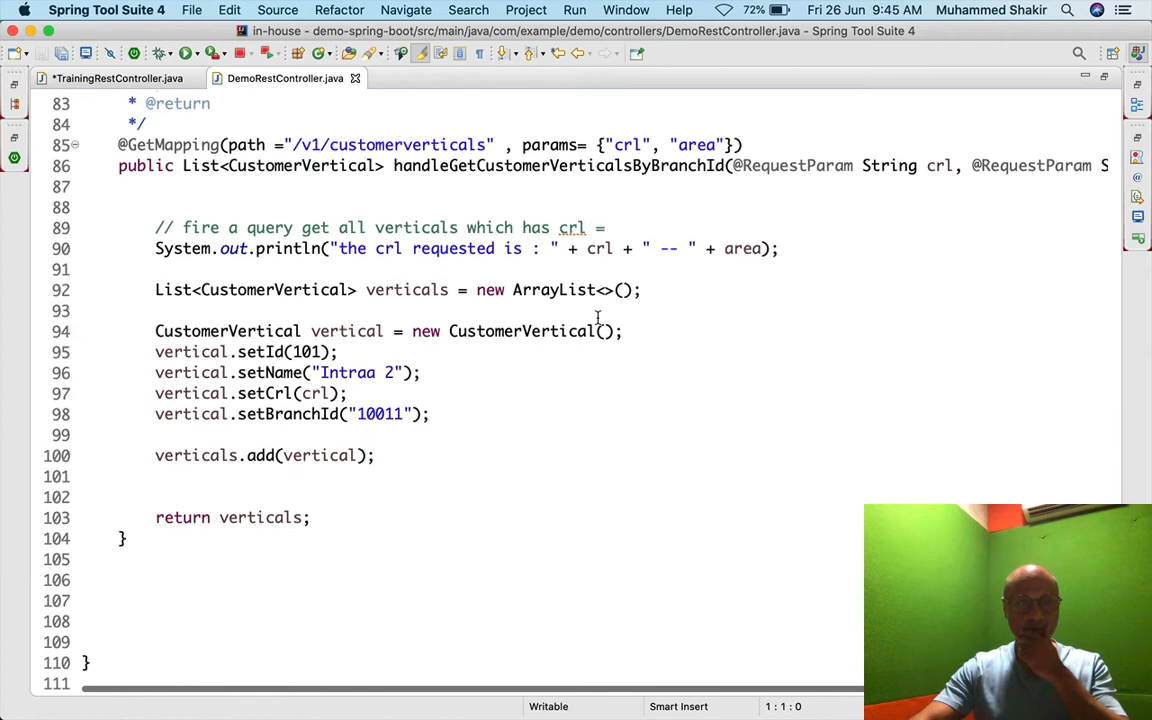 Spring Tool Suite 4 File Edit Source Refactor Navigate Search Project Run Window Help 72% Fri 26 Jun 9:45 AM Muhammed Shakir
in-house - demo-spring-boot/src/main/java/com/example/demo/controllers/DemoRestController.java - Spring Tool Suite 4
*TrainingRestController.java DemoRestController.java
83 * @return
84 */
85 @GetMapping(path ="/v1/customerverticals" , params= {"crl", "area"})
86 public List<CustomerVertical> handleGetCustomerVerticalsByBranchId(@RequestParam String crl, @RequestParam S
87
88
89 // fire a query get all verticals which has crl =
90 System.out.println("the crl requested is : " + crl + " -- " + area);
91
92 List<CustomerVertical> verticals = new ArrayList<>();
93
94 CustomerVertical vertical = new CustomerVertical();
95 vertical.setId(101);
96 vertical.setName("Intraa 2");
97 vertical.setCrl(crl);
98 vertical.setBranchId("10011");
99
100 verticals.add(vertical);
101
102
103 return verticals;
104 }
105
106
107
108
109
110 }
111
Writable Smart Insert 1 : 1 : 0